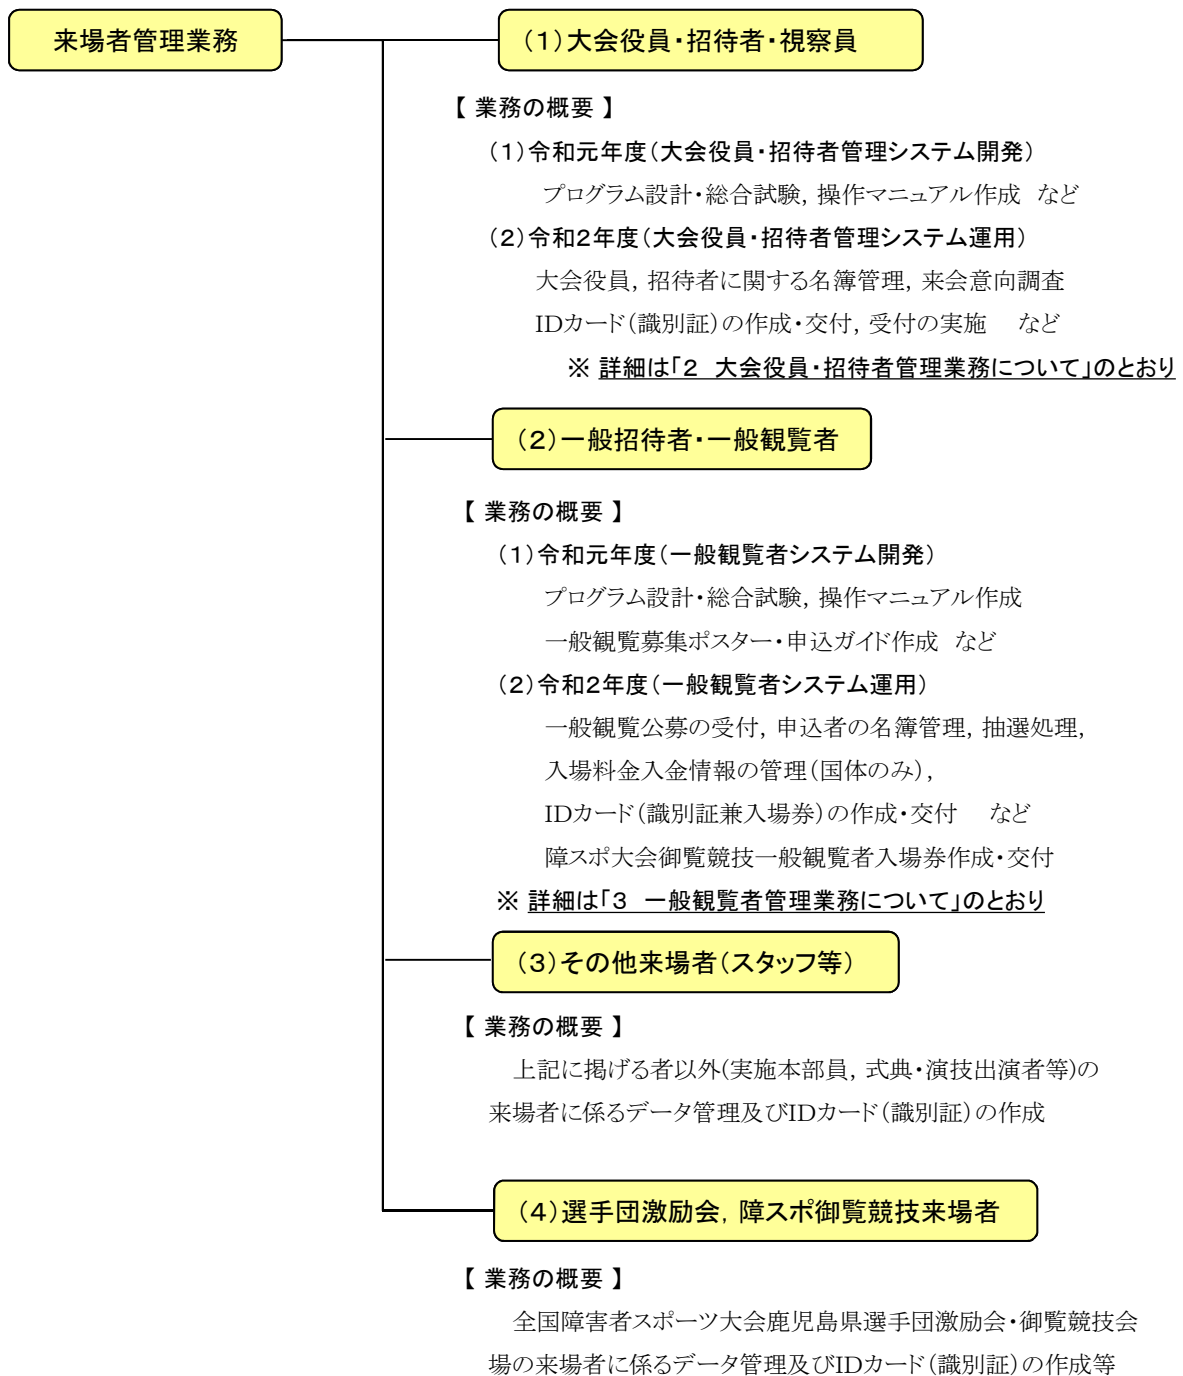 来場者管理業務
（１）大会役員・招待者・視察員
【 業務の概要 】
（１）令和元年度（大会役員・招待者管理システム開発）
プログラム設計・総合試験，操作マニュアル作成　など
（２）令和２年度（大会役員・招待者管理システム運用）
大会役員，招待者に関する名簿管理，来会意向調査
IDカード（識別証）の作成・交付，受付の実施　など
※ 詳細は「２　大会役員・招待者管理業務について」のとおり
（２）一般招待者・一般観覧者
【 業務の概要 】
（１）令和元年度（一般観覧者システム開発）
プログラム設計・総合試験，操作マニュアル作成
一般観覧募集ポスター・申込ガイド作成　など
（２）令和２年度（一般観覧者システム運用）
一般観覧公募の受付，申込者の名簿管理，抽選処理，
入場料金入金情報の管理（国体のみ），
IDカード（識別証兼入場券）の作成・交付　など
障スポ大会御覧競技一般観覧者入場券作成・交付
※ 詳細は「３　一般観覧者管理業務について」のとおり
（３）その他来場者（スタッフ等）
【 業務の概要 】
上記に掲げる者以外(実施本部員，式典・演技出演者等)の
来場者に係るデータ管理及びIDカード（識別証）の作成
（４）選手団激励会，障スポ御覧競技来場者
【 業務の概要 】
全国障害者スポーツ大会鹿児島県選手団激励会・御覧競技会
場の来場者に係るデータ管理及びIDカード（識別証）の作成等